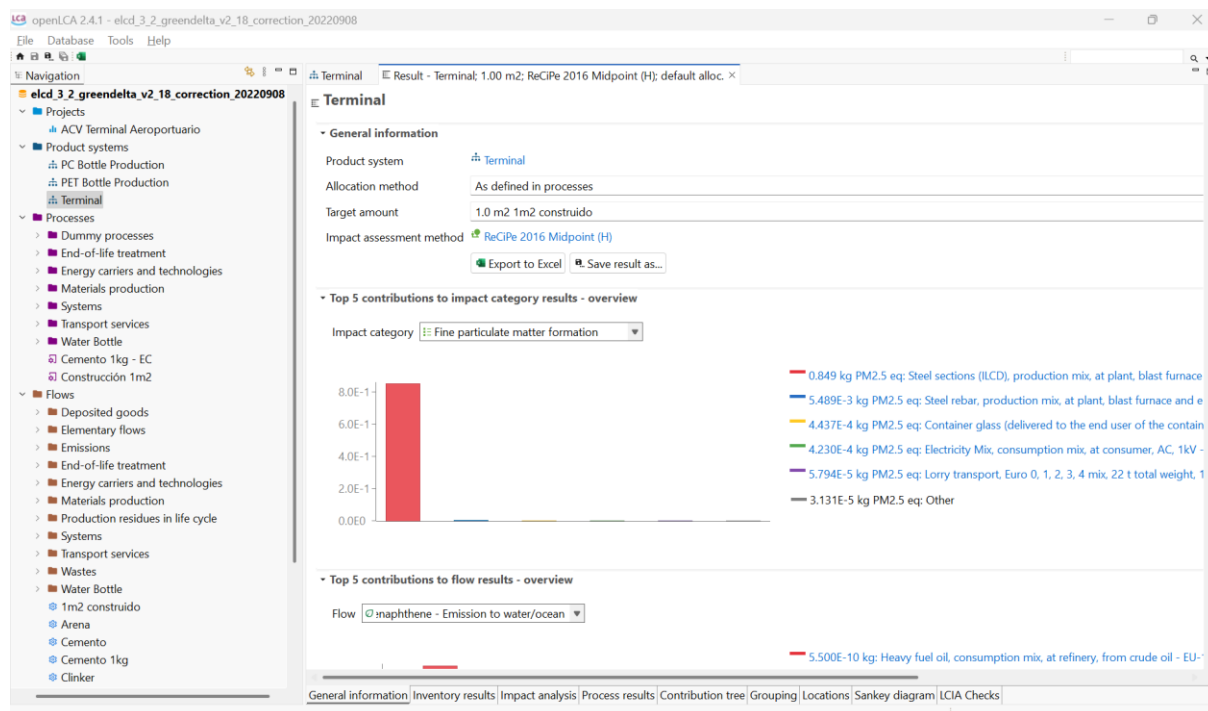 openLCA 2.4.1 - elcd_3_2_greendelta_v2_18_correction_20220908
File Database Tools Help
Navigation
elcd_3_2_greendelta_v2_18_correction_20220908
Projects
ACV Terminal Aeroportuario
Product systems
PC Bottle Production
PET Bottle Production
Terminal
Processes
Dummy processes
End-of-life treatment
Energy carriers and technologies
Materials production
Systems
Transport services
Water Bottle
Cemento 1kg - EC
Construcción 1m2
Flows
Deposited goods
Elementary flows
Emissions
End-of-life treatment
Energy carriers and technologies
Materials production
Production residues in life cycle
Systems
Transport services
Wastes
Water Bottle
1m2 construido
Arena
Cemento
Cemento 1kg
Clinker
Terminal Result - Terminal; 1.00 m2; ReCiPe 2016 Midpoint (H); default alloc.
Terminal
General information
Product system Terminal
Allocation method As defined in processes
Target amount 1.0 m2 1m2 construido
Impact assessment method ReCiPe 2016 Midpoint (H)
Export to Excel Save result as...
Top 5 contributions to impact category results - overview
Impact category Fine particulate matter formation
8.0E-1
6.0E-1
4.0E-1
2.0E-1
0.0E0
0.849 kg PM2.5 eq: Steel sections (ILCD), production mix, at plant, blast furnace
5.489E-3 kg PM2.5 eq: Steel rebar, production mix, at plant, blast furnace and e
4.437E-4 kg PM2.5 eq: Container glass (delivered to the end user of the contain
4.230E-4 kg PM2.5 eq: Electricity Mix, consumption mix, at consumer, AC, 1kV -
5.794E-5 kg PM2.5 eq: Lorry transport, Euro 0, 1, 2, 3, 4 mix, 22 t total weight, 1
3.131E-5 kg PM2.5 eq: Other
Top 5 contributions to flow results - overview
Flow :naphthene - Emission to water/ocean
5.500E-10 kg: Heavy fuel oil, consumption mix, at refinery, from crude oil - EU-
General information Inventory results Impact analysis Process results Contribution tree Grouping Locations Sankey diagram LCIA Checks